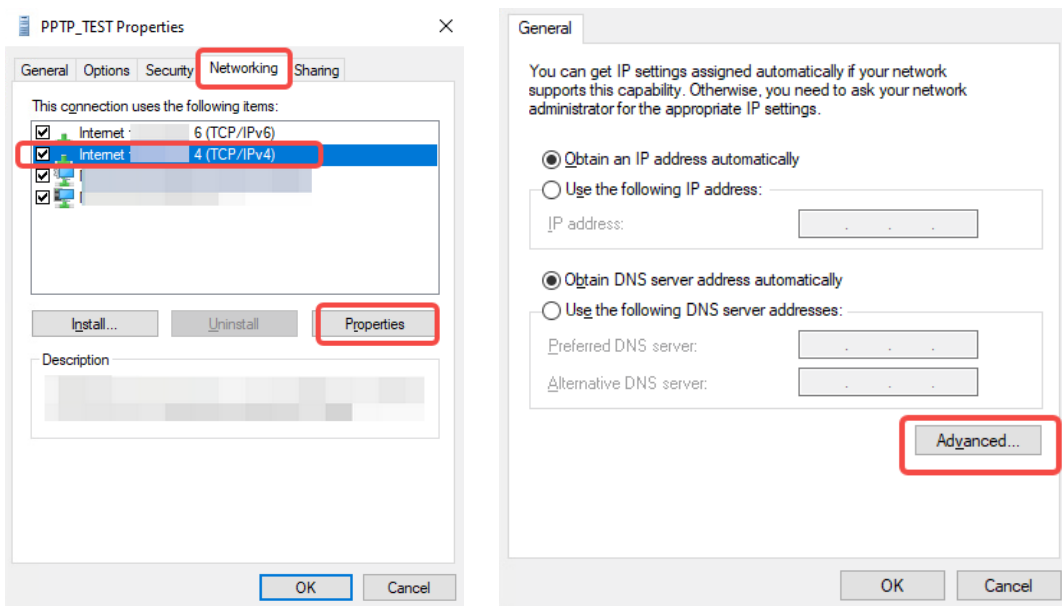 PPTP_TEST Properties
General Options Security Networking Sharing
This connection uses the following items:
Internet 6 (TCP/IPv6)
Internet 4 (TCP/IPv4)
Install... Uninstall Properties
Description
OK Cancel
General
You can get IP settings assigned automatically if your network
supports this capability. Otherwise, you need to ask your network
administrator for the appropriate IP settings.
Obtain an IP address automatically
Use the following IP address:
IP address:
Obtain DNS server address automatically
Use the following DNS server addresses:
Preferred DNS server:
Alternative DNS server:
Advanced...
OK Cancel